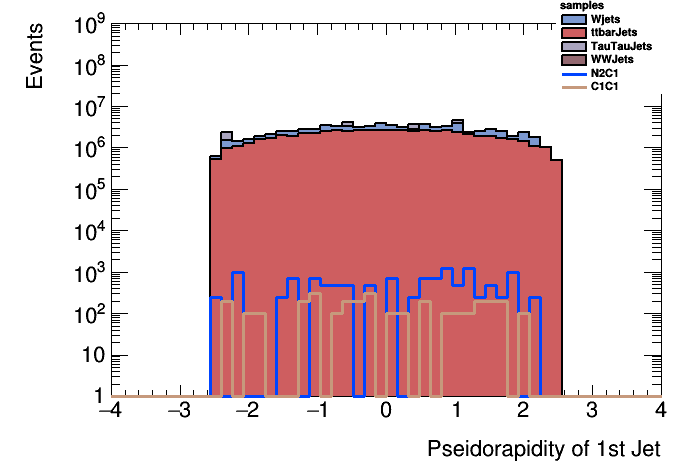 samples
Wjets
ttbarJets
TauTauJets
WWJets
N2C1
C1C1
Events
10⁹
10⁸
10⁷
10⁶
10⁵
10⁴
10³
10²
10
1
−4 −3 −2 −1 0 1 2 3 4
Pseidorapidity of 1st Jet